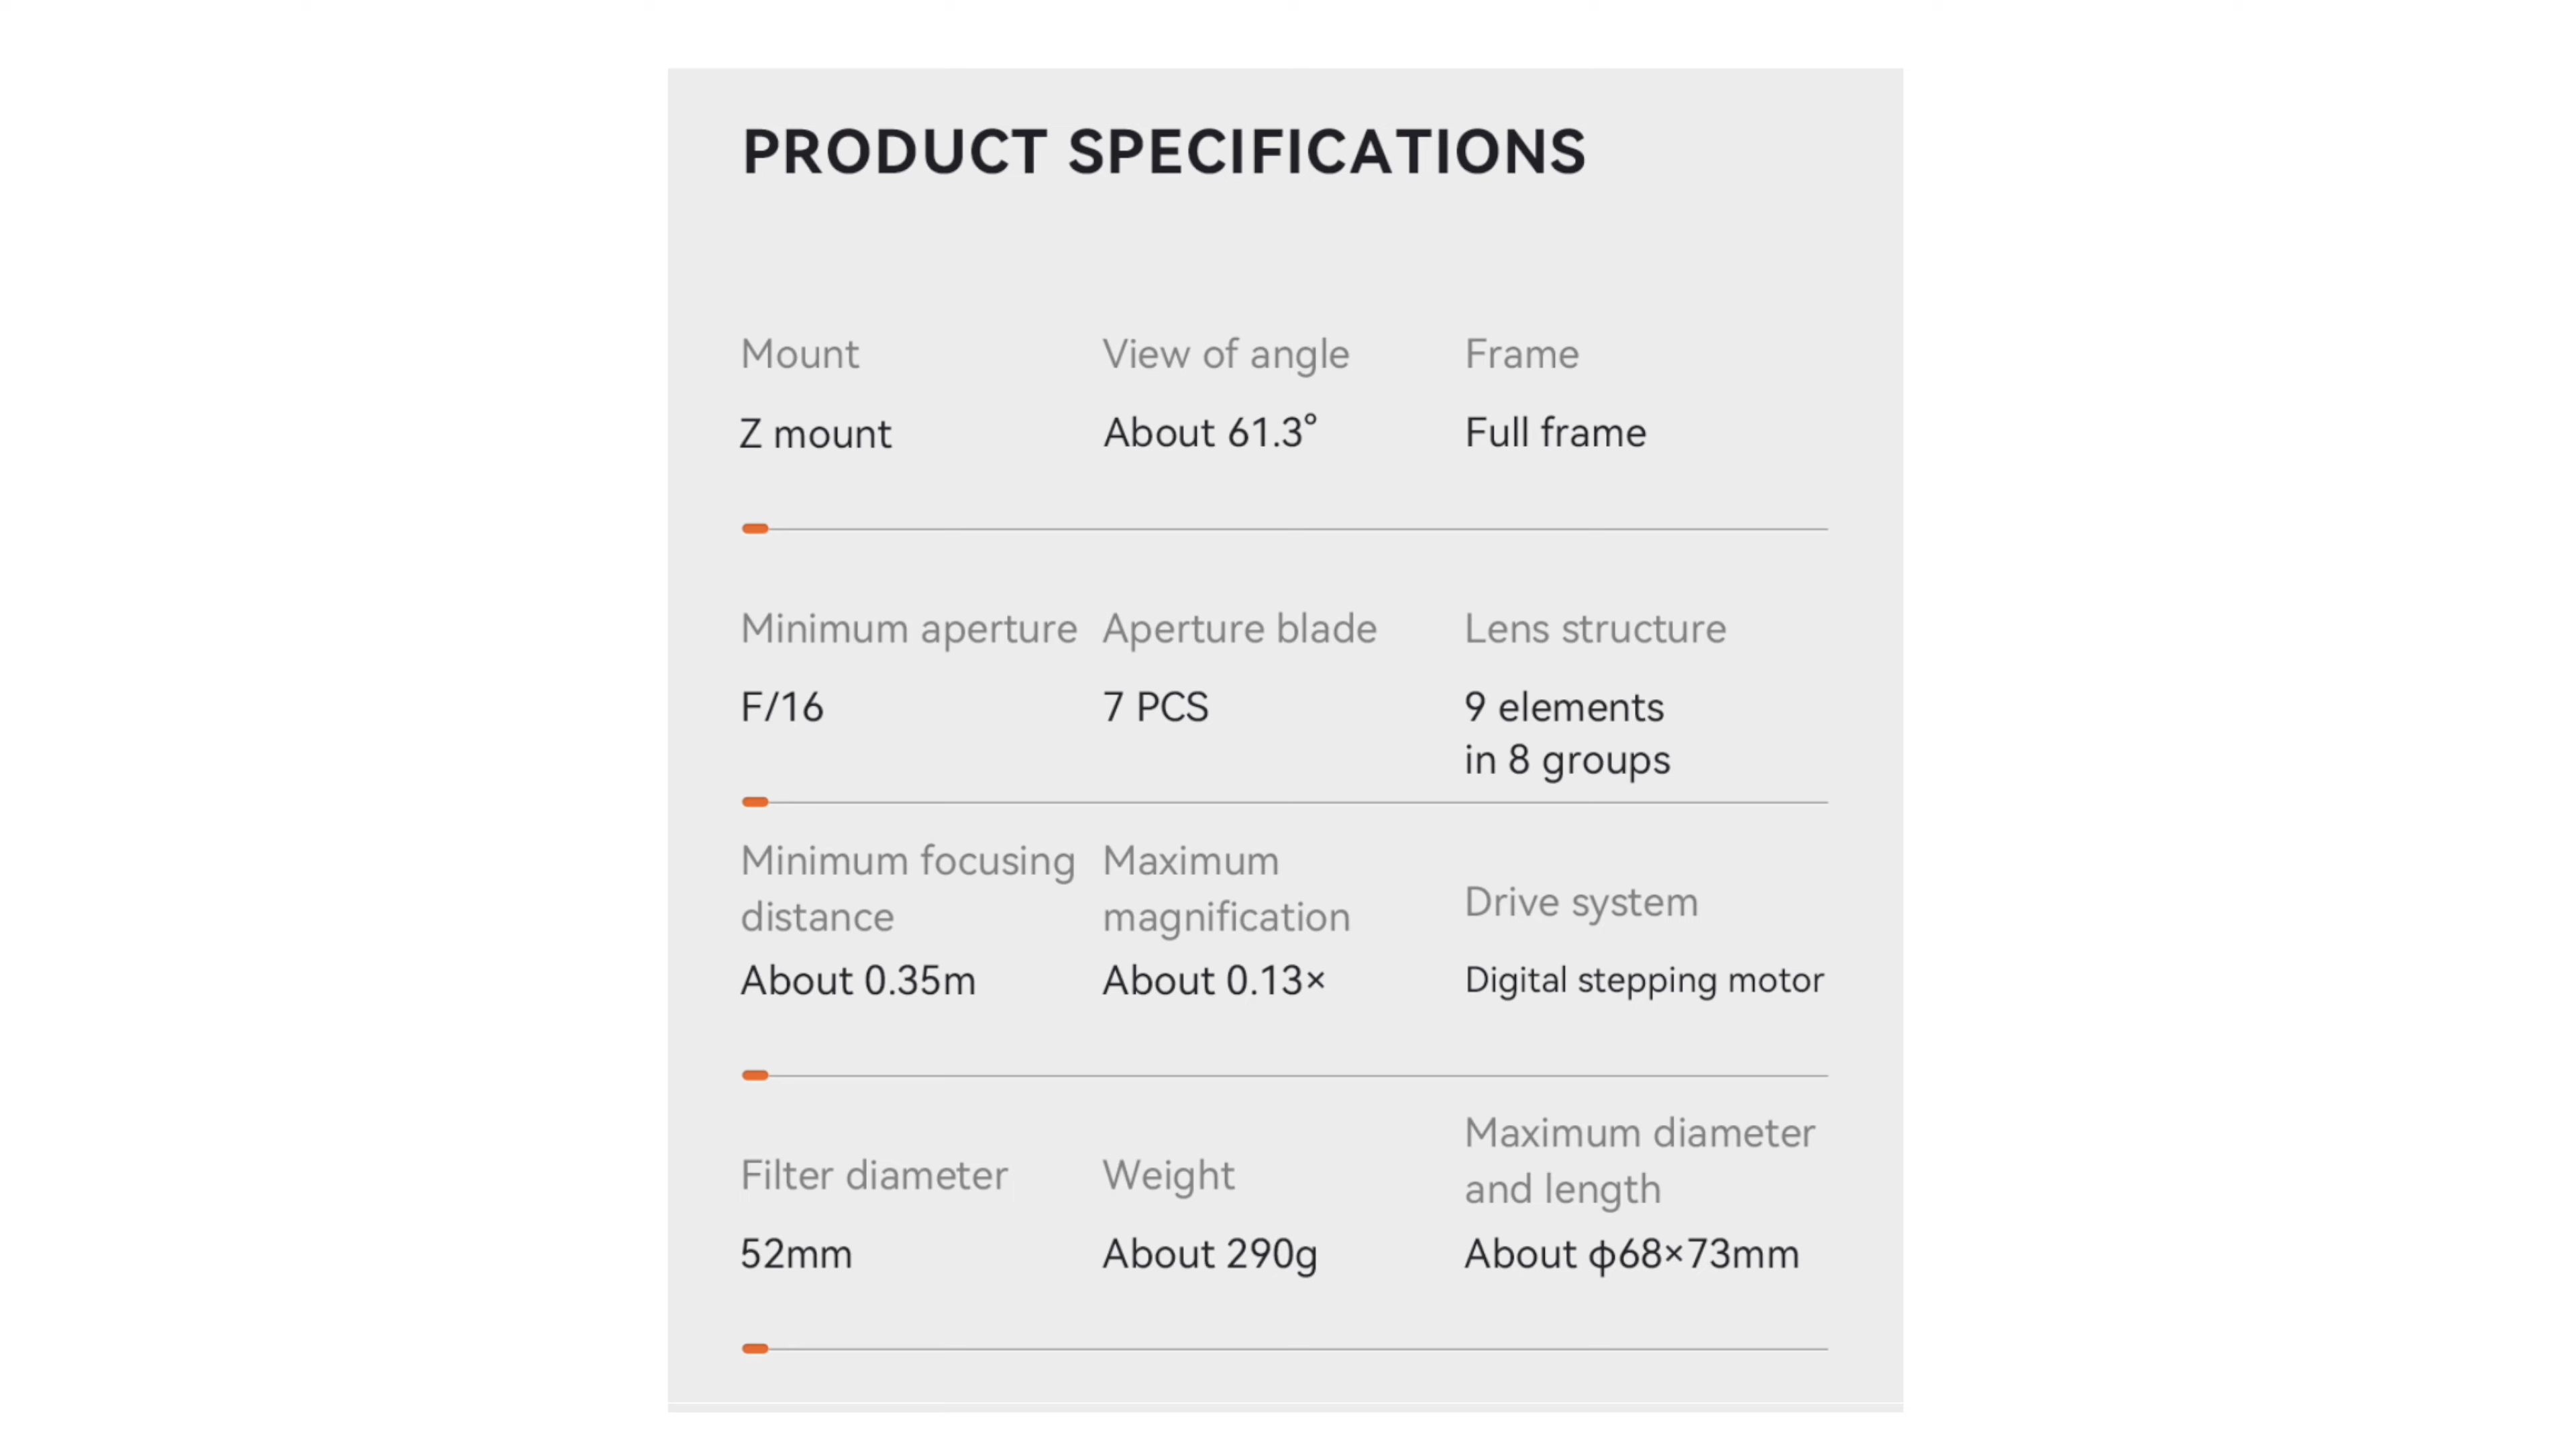 PRODUCT SPECIFICATIONS
Mount
View of angle
Frame
Z mount
About 61.3°
Full frame
Minimum aperture
Aperture blade
Lens structure
F/16
7 PCS
9 elements
in 8 groups
Minimum focusing
distance
Maximum
magnification
Drive system
About 0.35m
About 0.13×
Digital stepping motor
Filter diameter
Weight
Maximum diameter
and length
52mm
About 290g
About ф68×73mm